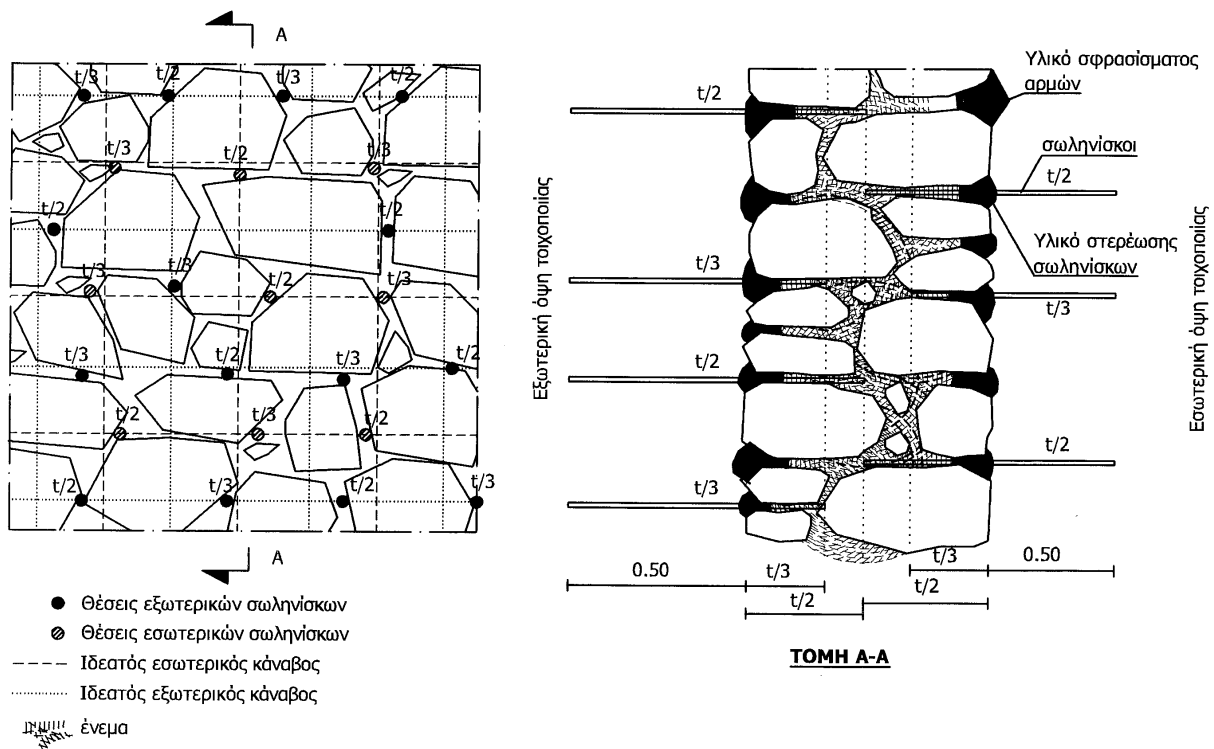 A
t/3
t/2
t/3
t/2
t/3
t/2
t/3
t/2
t/2
t/3
t/3
t/2
t/3
t/3
t/2
t/3
t/2
t/2
t/3
t/2
t/2
t/3
t/2
t/3
A
Θέσεις εξωτερικών σωληνίσκων
Θέσεις εσωτερικών σωληνίσκων
Ιδεατός εσωτερικός κάναβος
Ιδεατός εξωτερικός κάναβος
ένεμα
Υλικό σφρασίσματος
αρμών
t/2
σωληνίσκοι
t/2
Εξωτερική όψη τοιχοποιίας
Εσωτερική όψη τοιχοποιίας
Υλικό στερέωσης
σωληνίσκων
t/3
t/3
t/2
t/2
t/3
0.50
t/3
t/3
0.50
t/2
t/2
ΤΟΜΗ Α-Α